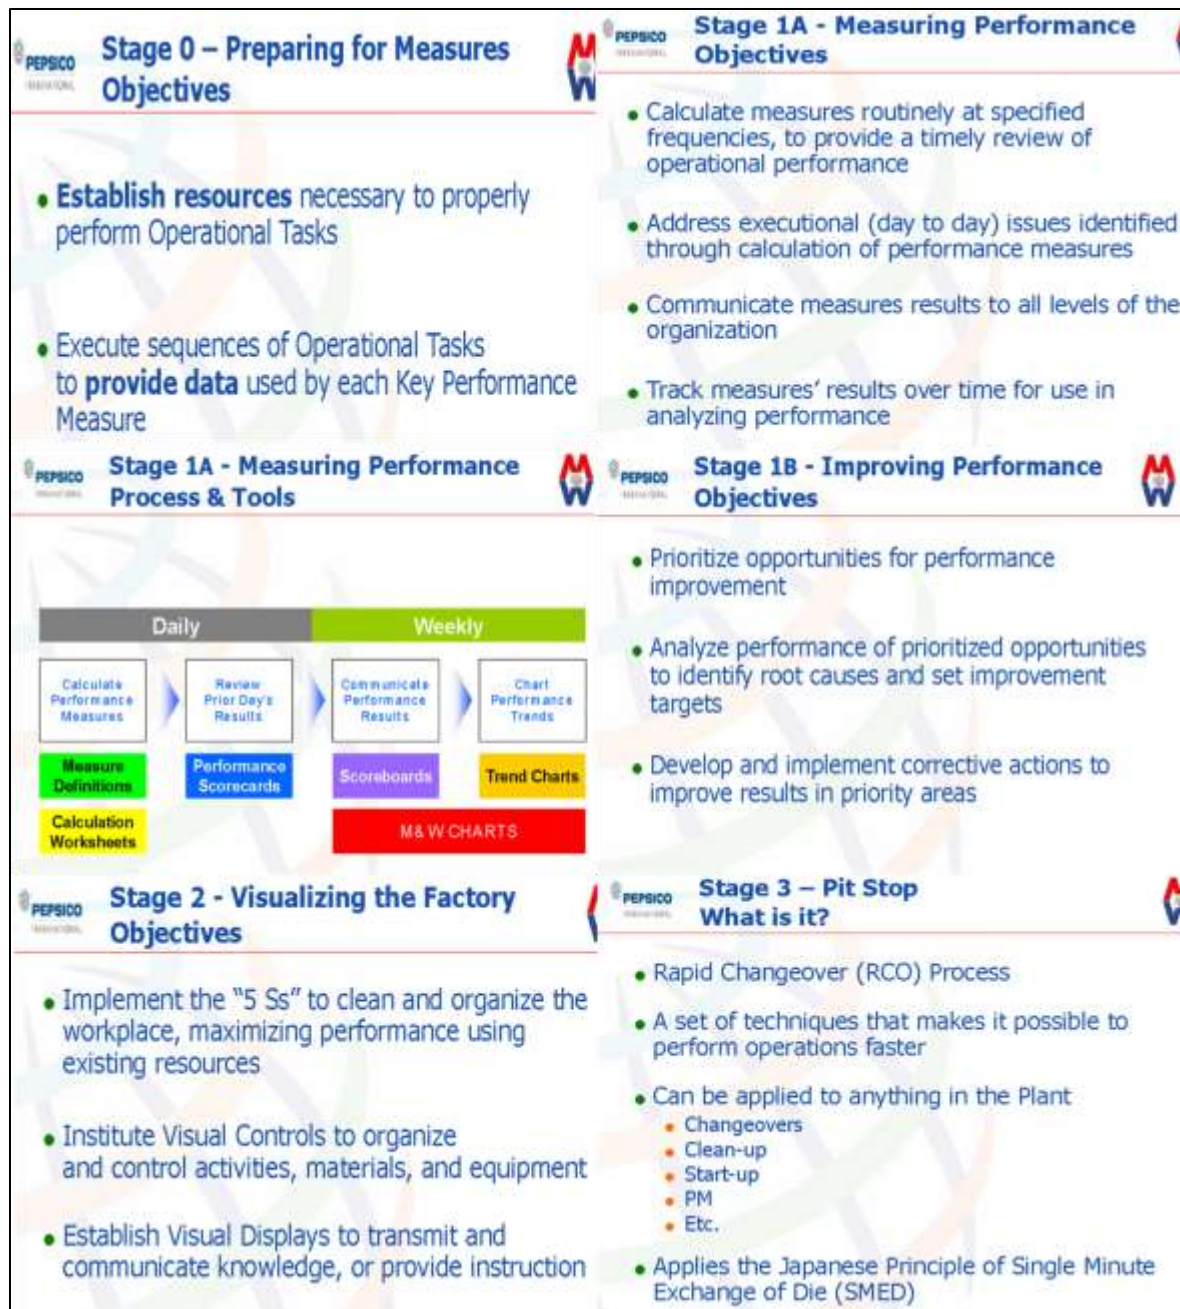 PEPSICO
Stage 0 – Preparing for Measures
Objectives
• Establish resources necessary to properly
perform Operational Tasks
• Execute sequences of Operational Tasks
to provide data used by each Key Performance
Measure
PEPSICO
Stage 1A - Measuring Performance
Objectives
• Calculate measures routinely at specified
frequencies, to provide a timely review of
operational performance
• Address executional (day to day) issues identified
through calculation of performance measures
• Communicate measures results to all levels of the
organization
• Track measures' results over time for use in
analyzing performance
PEPSICO
Stage 1A - Measuring Performance
Process & Tools
Daily
Weekly
Calculate
Performance
Measures
Review
Prior Day's
Results
Communicate
Performance
Results
Chart
Performance
Trends
Measure
Definitions
Performance
Scorecards
Scoreboards
Trend Charts
Calculation
Worksheets
M& W CHARTS
PEPSICO
Stage 1B - Improving Performance
Objectives
• Prioritize opportunities for performance
improvement
• Analyze performance of prioritized opportunities
to identify root causes and set improvement
targets
• Develop and implement corrective actions to
improve results in priority areas
PEPSICO
Stage 2 - Visualizing the Factory
Objectives
• Implement the “5 Ss” to clean and organize the
workplace, maximizing performance using
existing resources
• Institute Visual Controls to organize
and control activities, materials, and equipment
• Establish Visual Displays to transmit and
communicate knowledge, or provide instruction
PEPSICO
Stage 3 – Pit Stop
What is it?
• Rapid Changeover (RCO) Process
• A set of techniques that makes it possible to
perform operations faster
• Can be applied to anything in the Plant
• Changeovers
• Clean-up
• Start-up
• PM
• Etc.
• Applies the Japanese Principle of Single Minute
Exchange of Die (SMED)